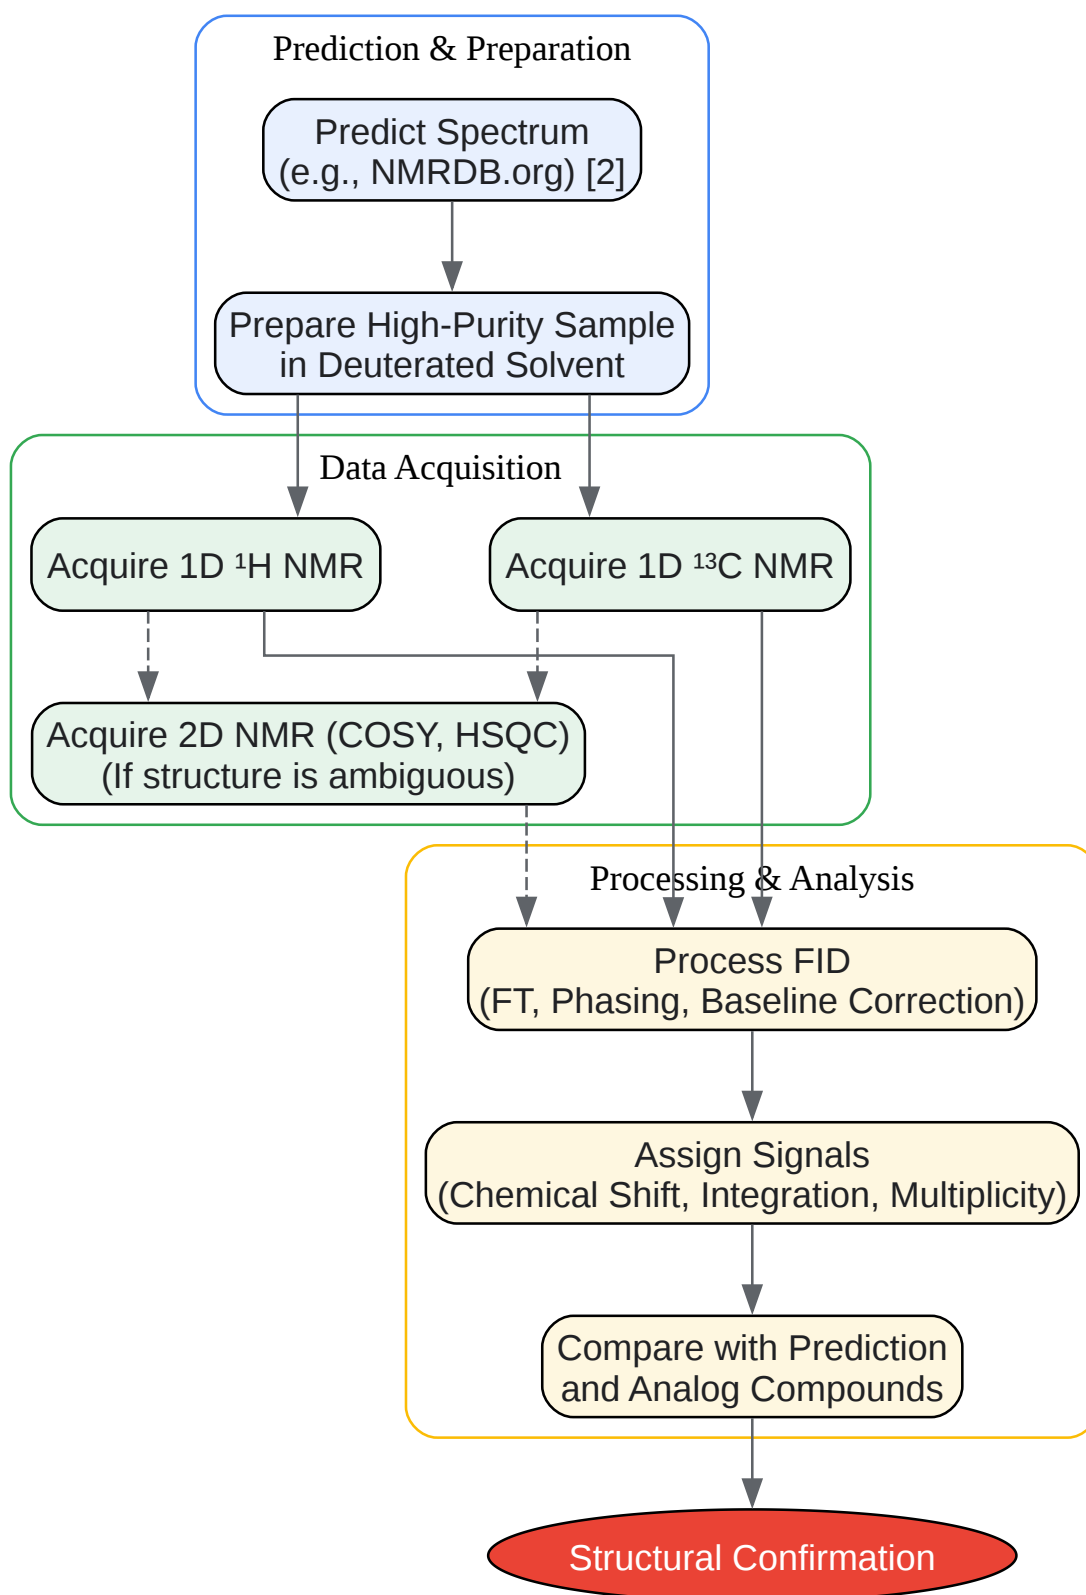 Prediction & Preparation
Predict Spectrum
(e.g., NMRDB.org) [2]
Prepare High-Purity Sample
in Deuterated Solvent
Data Acquisition
Acquire 1D ¹H NMR
Acquire 1D ¹³C NMR
Acquire 2D NMR (COSY, HSQC)
(If structure is ambiguous)
Processing & Analysis
Process FID
(FT, Phasing, Baseline Correction)
Assign Signals
(Chemical Shift, Integration, Multiplicity)
Compare with Prediction
and Analog Compounds
Structural Confirmation